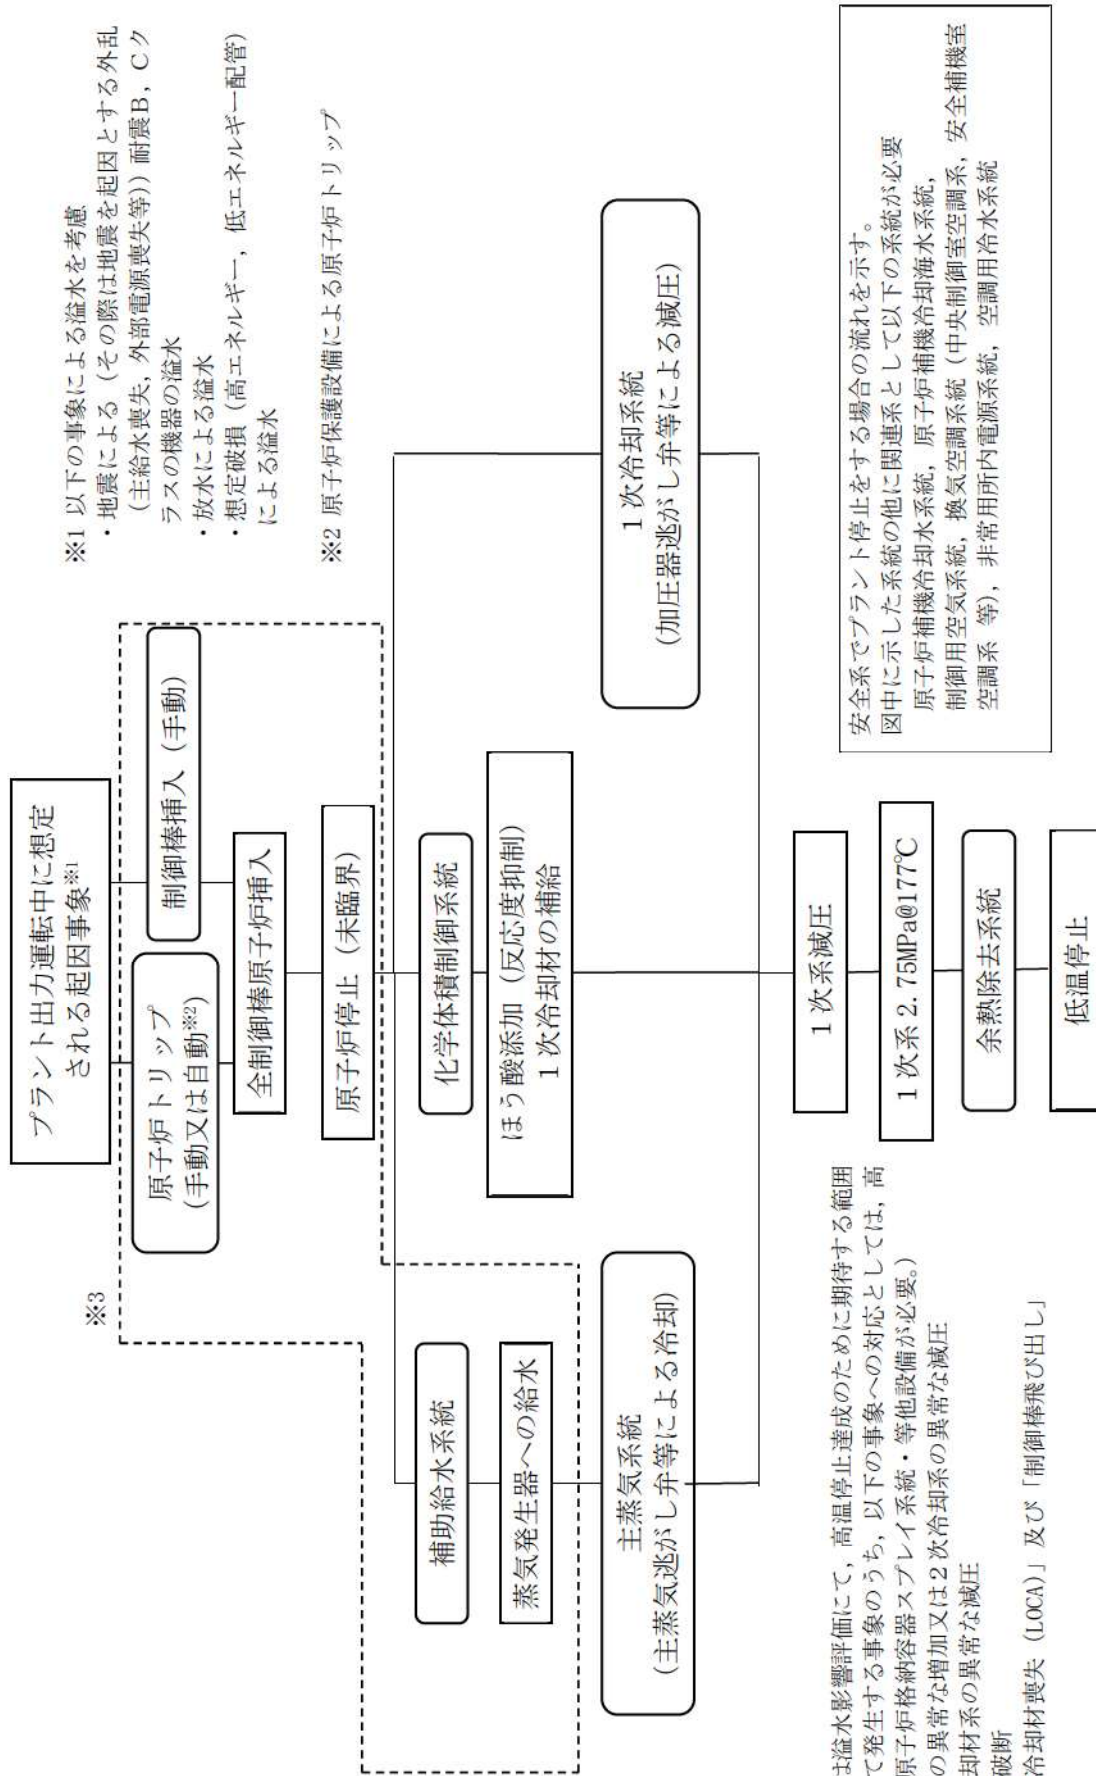 プラント出力運転中に想定
される起因事象※1
※1 以下の事象による溢水を考慮
・地震による（その際は地震を起因とする外乱
（主給水喪失，外部電源喪失等））耐震B，Cク
ラスの機器の溢水
・放水による溢水
・想定破損（高エネルギー，低エネルギー配管）
による溢水
※2 原子炉保護設備による原子炉トリップ
※3
原子炉トリップ
(手動又は自動※2)
制御棒挿入（手動）
全制御棒原子炉挿入
原子炉停止（未臨界）
補助給水系統
蒸気発生器への給水
化学体積制御系統
ほう酸添加（反応度抑制）
1次冷却材の補給
主蒸気系統
(主蒸気逃がし弁等による冷却)
1次冷却系統
(加圧器逃がし弁等による減圧)
1次系減圧
1次系2.75MPa@177℃
余熱除去系統
低温停止
は溢水影響評価にて，高温停止達成のために期待する範囲
て発生する事象のうち，以下の事象への対応としては，高
原子炉格納容器スプレイ系統・等他設備が必要。）
の異常な増加又は2次冷却系の異常な減圧
却材系の異常な減圧
破断
冷却材喪失（LOCA)」及び「制御棒飛び出し」
安全系でプラント停止をする場合の流れを示す。
図中に示した系統の他に関連系として以下の系統が必要
原子炉補機冷却水系統，原子炉補機冷却海水系統，
制御用空気系統，換気空調系統（中央制御室空調系，安全補機室
空調系 等），非常用所内電源系統，空調用冷水系統